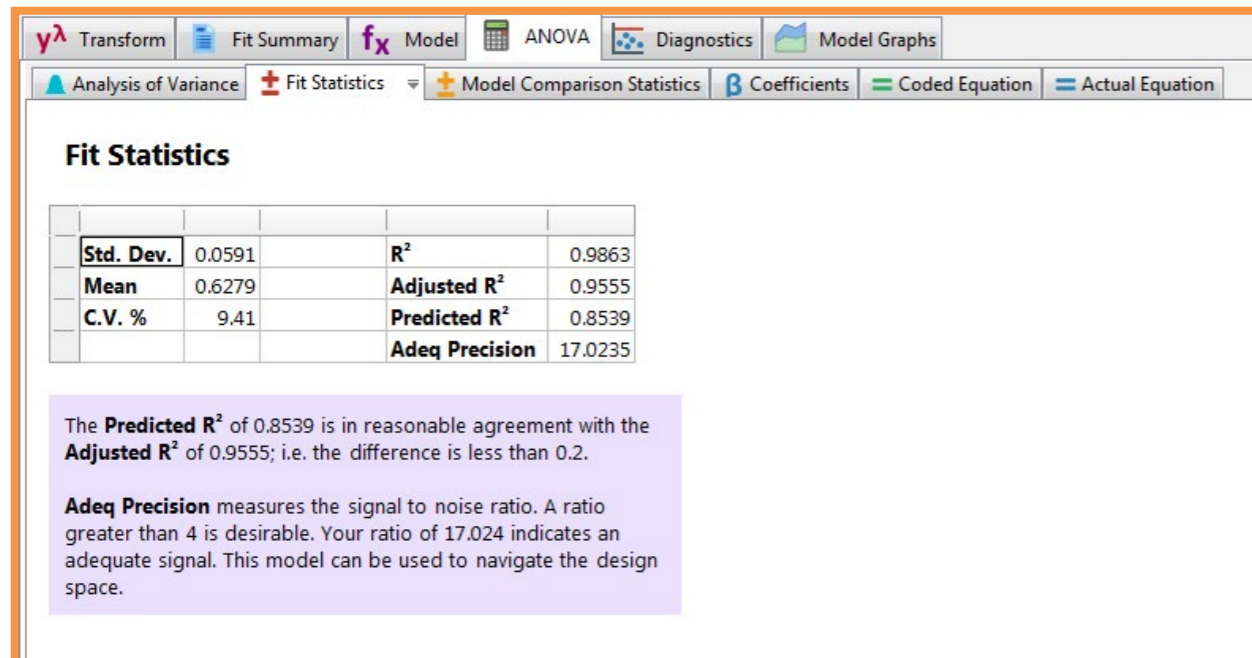 yλ Transform Fit Summary fx Model ANOVA Diagnostics Model Graphs
Analysis of Variance ± Fit Statistics ± Model Comparison Statistics β Coefficients = Coded Equation = Actual Equation
Fit Statistics
Std. Dev. 0.0591 R² 0.9863
Mean 0.6279 Adjusted R² 0.9555
C.V. % 9.41 Predicted R² 0.8539
Adeq Precision 17.0235
The Predicted R² of 0.8539 is in reasonable agreement with the
Adjusted R² of 0.9555; i.e. the difference is less than 0.2.
Adeq Precision measures the signal to noise ratio. A ratio
greater than 4 is desirable. Your ratio of 17.024 indicates an
adequate signal. This model can be used to navigate the design
space.